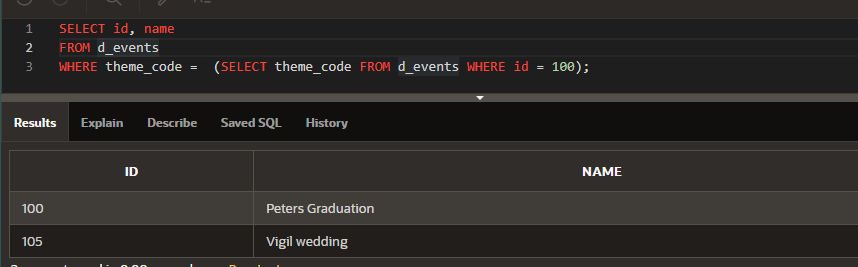 1 SELECT id, name
2 FROM d_events
3 WHERE theme_code =  (SELECT theme_code FROM d_events WHERE id = 100);
Results Explain Describe Saved SQL History
ID NAME
100 Peters Graduation
105 Vigil wedding